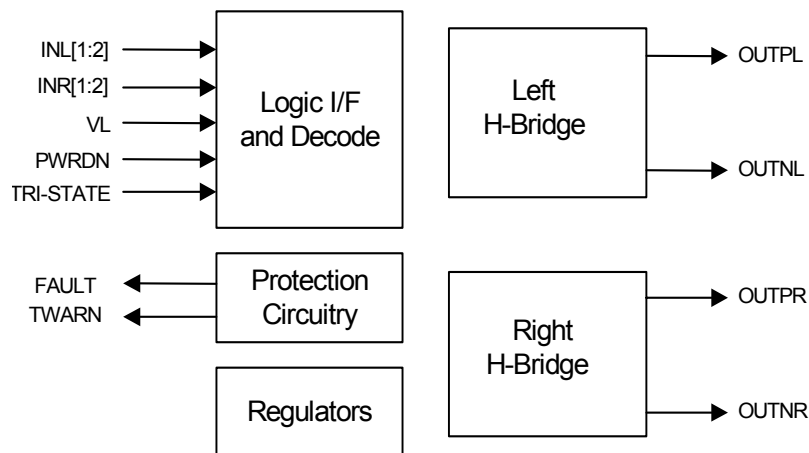 INL[1:2]
INR[1:2]
VL
PWRDN
TRI-STATE
Logic I/F
and Decode
Left
H-Bridge
OUTPL
OUTNL
FAULT
TWARN
Protection
Circuitry
Regulators
Right
H-Bridge
OUTPR
OUTNR